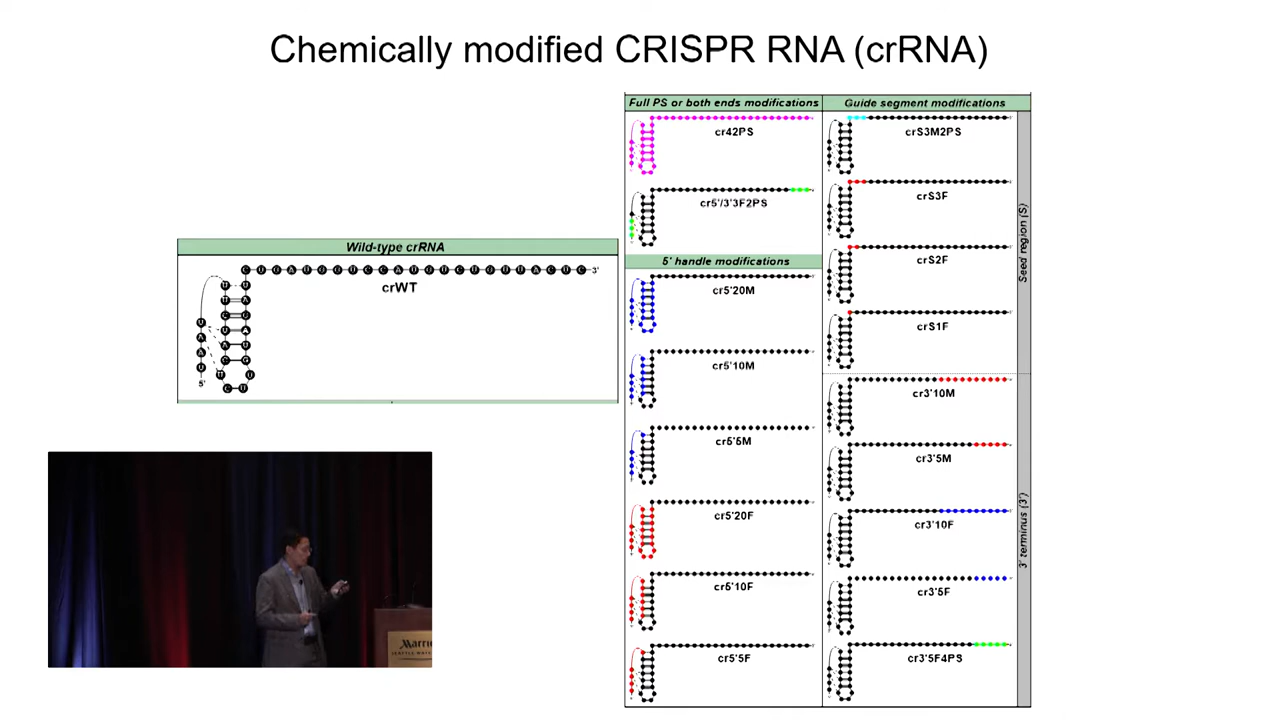 Chemically modified CRISPR RNA (crRNA)
Wild-type crRNA
3'
crWT
5'
Full PS or both ends modifications
cr42PS
cr5'/3'3F2PS
5' handle modifications
cr5'20M
cr5'10M
cr5'5M
cr5'20F
cr5'10F
cr5'5F
Guide segment modifications
crS3M2PS
crS3F
crS2F
crS1F
cr3'10M
cr3'5M
cr3'10F
cr3'5F
cr3'5F4PS
Seed region (S)
3' terminus (3')